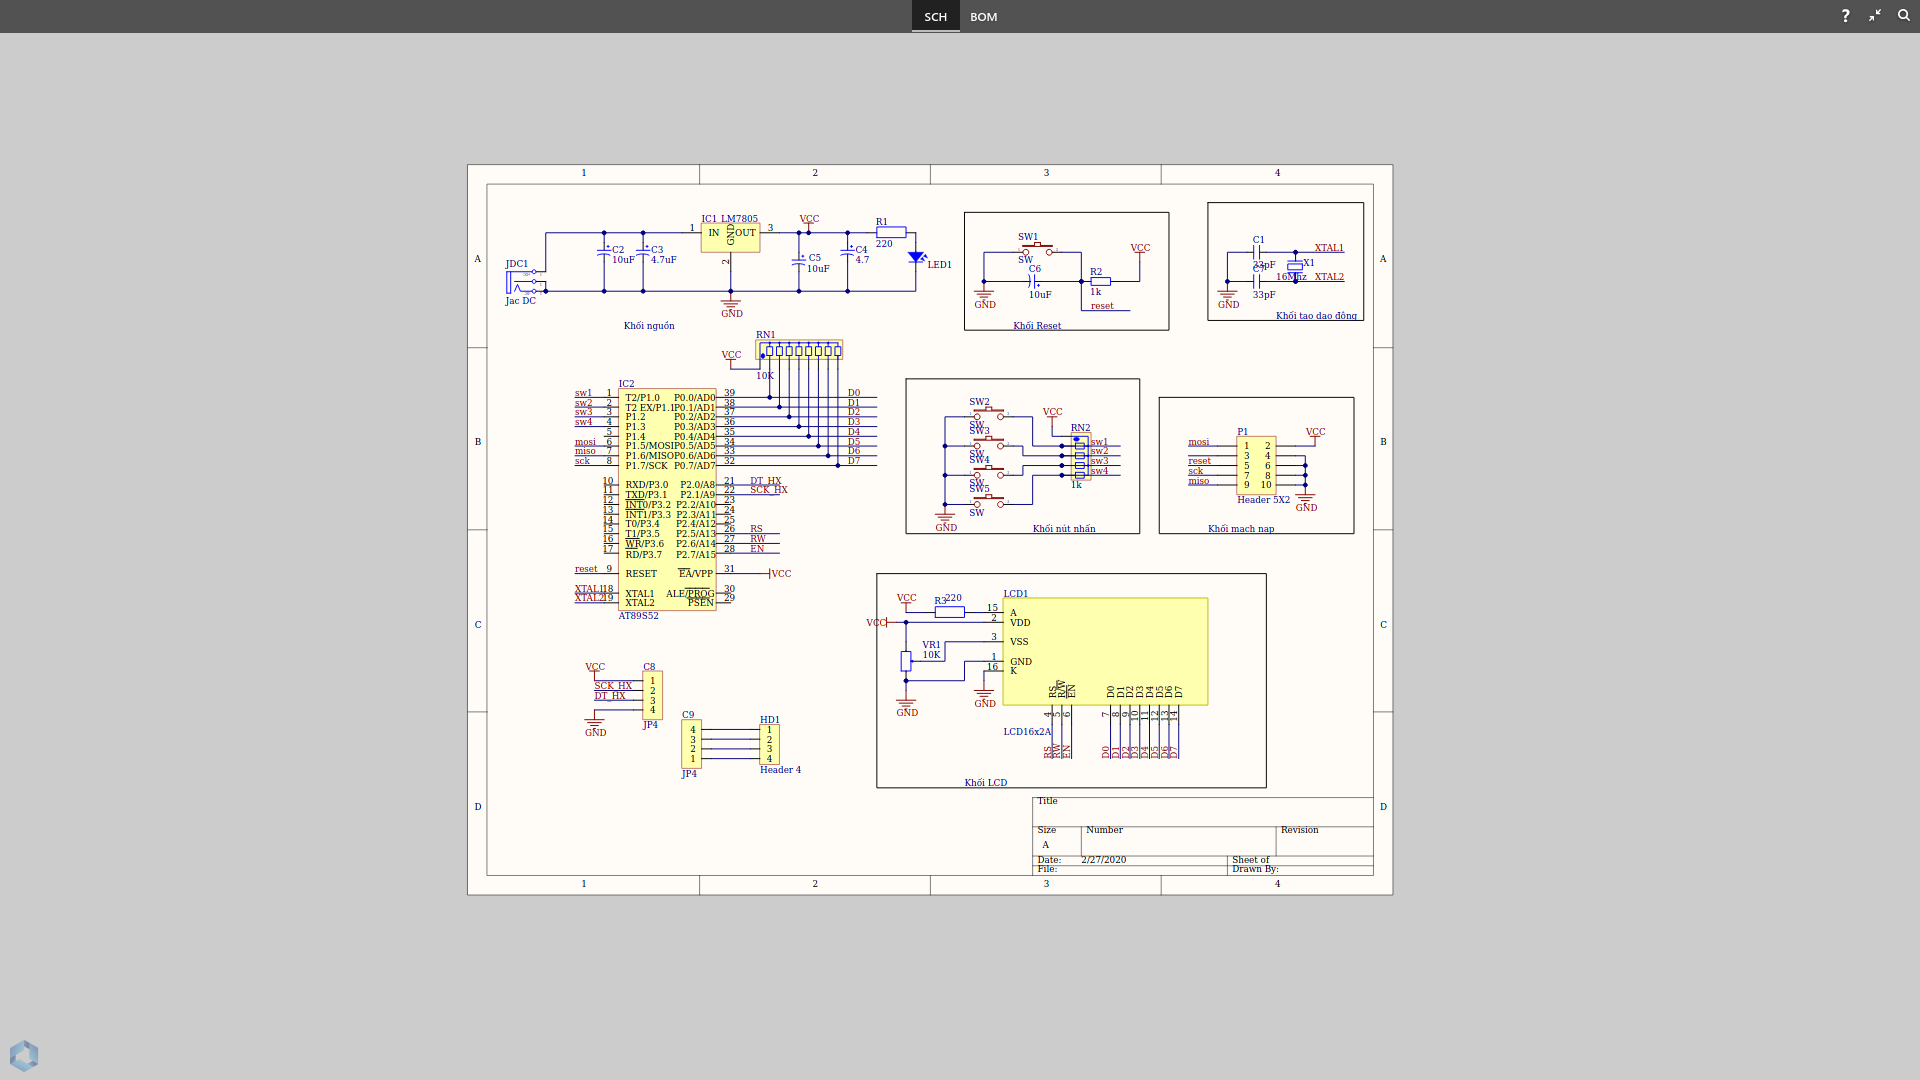 SCH BOM
?
1 2 3 4
A
JDC1
Jac DC
C2
10uF
C3
4.7uF
IC1 LM7805
1 IN GND OUT 3
2
GND
VCC
C5
10uF
C4
4.7
R1
220
LED1
Khối nguồn
SW1
SW
C6
10uF
GND
R2
1k
VCC
reset
Khối Reset
C1
33pF
33pF
X1
16Mhz
XTAL1
XTAL2
GND
Khối tao dao đông
A
B
RN1
VCC
10K
IC2
sw1 1 T2/P1.0 P0.0/AD0 39 D0
sw2 2 T2 EX/P1.1 P0.1/AD1 38 D1
sw3 3 P1.2 P0.2/AD2 37 D2
sw4 4 P1.3 P0.3/AD3 36 D3
5 P1.4 P0.4/AD4 35 D4
mosi 6 P1.5/MOSI P0.5/AD5 34 D5
miso 7 P1.6/MISO P0.6/AD6 33 D6
sck 8 P1.7/SCK P0.7/AD7 32 D7
10 RXD/P3.0 P2.0/A8 21 DT_HX
11 TXD/P3.1 P2.1/A9 22 SCK_HX
12 INT0/P3.2 P2.2/A10 23
13 INT1/P3.3 P2.3/A11 24
14 T0/P3.4 P2.4/A12 25
15 T1/P3.5 P2.5/A13 26 RS
16 WR/P3.6 P2.6/A14 27 RW
17 RD/P3.7 P2.7/A15 28 EN
reset 9 RESET EA/VPP 31 VCC
XTAL1 18 XTAL1 ALE/PROG 30
XTAL2 19 XTAL2 PSEN 29
AT89S52
SW2
SW
SW3
SW
SW4
SW
SW5
SW
GND
VCC
RN2
sw1
sw2
sw3
sw4
1k
Khối nút nhấn
P1
mosi 1 2 VCC
3 4
reset 5 6
sck 7 8
miso 9 10
Header 5X2
GND
Khối mach nap
B
C
VCC
C8
1
SCK_HX 2
DT_HX 3
4
GND
JP4
VCC
R3 220
VCC
VR1
10K
GND
GND
LCD1
15 A
2 VDD
3 VSS
1 GND
16 K
RS R/W EN D0 D1 D2 D3 D4 D5 D6 D7
4 5 6 7 8 9 10 11 12 13 14
LCD16x2A
RS RW EN D0 D1 D2 D3 D4 D5 D6 D7
Khối LCD
C
D
C9
4
3
2
1
JP4
HD1
1
2
3
4
Header 4
D
Title
Size Number Revision
A
Date: 2/27/2020 Sheet of
File: Drawn By:
1 2 3 4